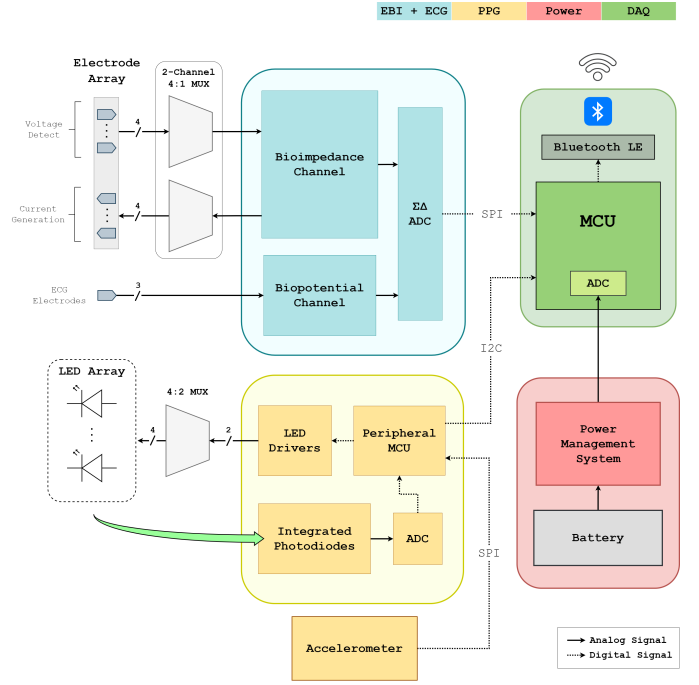 EBI + ECG PPG Power DAQ
Electrode
Array
2-Channel
4:1 MUX
Voltage
Detect
4
4
Bioimpedance
Channel
ΣΔ
ADC
Current
Generation
4
4
ECG
Electrodes
3
Biopotential
Channel
SPI
Bluetooth LE
MCU
ADC
I2C
LED Array
4:2 MUX
4
2
LED
Drivers
Peripheral
MCU
Integrated
Photodiodes
ADC
SPI
Accelerometer
Power
Management
System
Battery
Analog Signal
Digital Signal